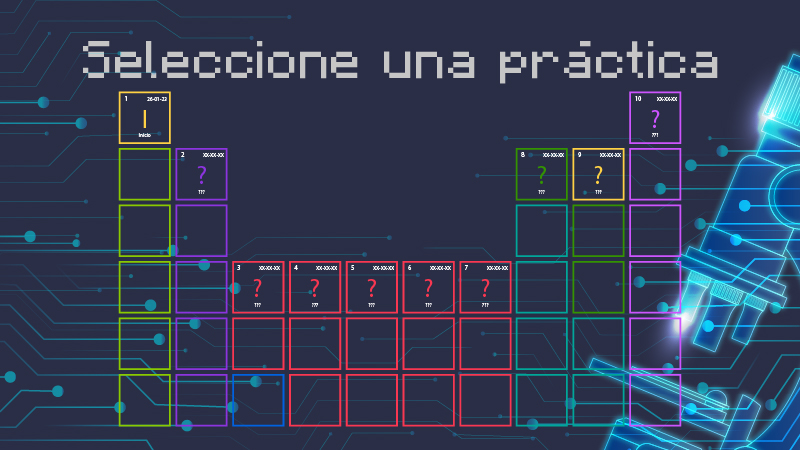 Seleccione una práctica
1 26-01-22
I
Inicio
10 XX-XX-XX
?
???
2 XX-XX-XX
?
???
8 XX-XX-XX
?
???
9 XX-XX-XX
?
???
3 XX-XX-XX
?
???
4 XX-XX-XX
?
???
5 XX-XX-XX
?
???
6 XX-XX-XX
?
???
7 XX-XX-XX
?
???